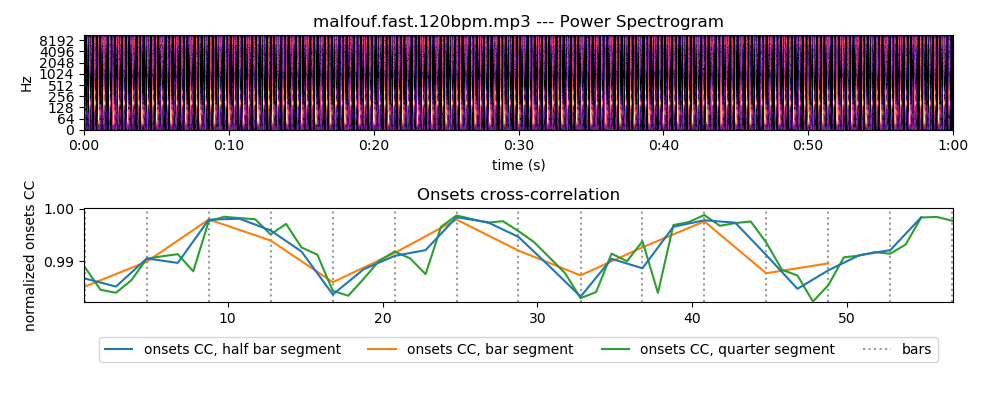 malfouf.fast.120bpm.mp3 --- Power Spectrogram
8192
4096
2048
1024
512
256
128
64
0
Hz
0:00 0:10 0:20 0:30 0:40 0:50 1:00
time (s)
Onsets cross-correlation
1.00
0.99
normalized onsets CC
10 20 30 40 50
onsets CC, half bar segment onsets CC, bar segment onsets CC, quarter segment bars